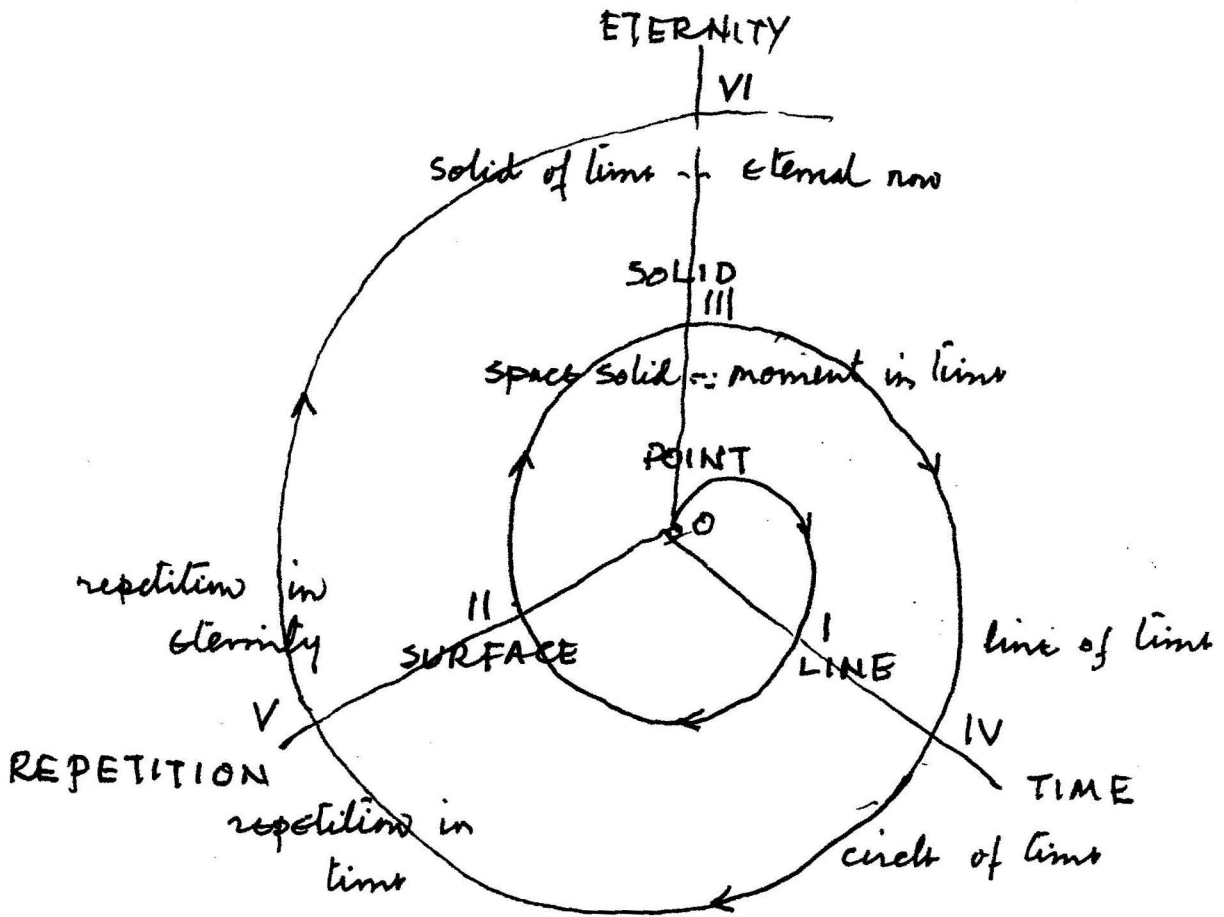 ETERNITY
VI
solid of time -- eternal now
SOLID
III
space solid -- moment in time
POINT
O
I
LINE
II
SURFACE
repetition in
eternity
line of time
V
REPETITION
IV
TIME
repetition in
time
circle of time